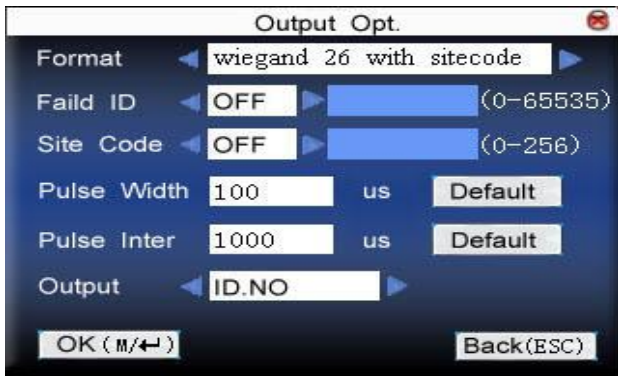 Output Opt.
Format wiegand 26 with sitecode
Faild ID OFF (0-65535)
Site Code OFF (0-256)
Pulse Width 100 us Default
Pulse Inter 1000 us Default
Output ID.NO
OK(M/↵) Back(ESC)